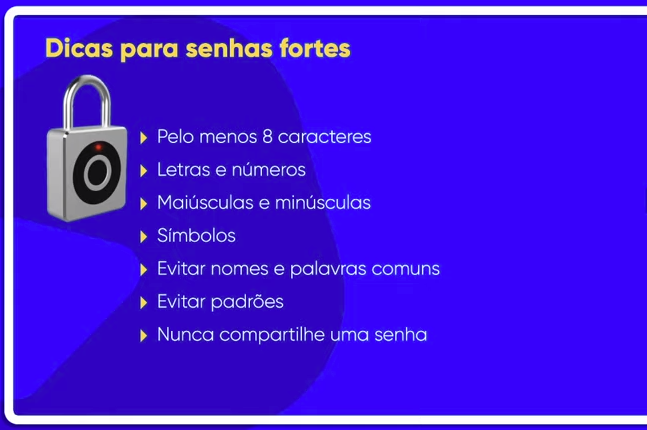 Dicas para senhas fortes
Pelo menos 8 caracteres
Letras e números
Maiúsculas e minúsculas
Símbolos
Evitar nomes e palavras comuns
Evitar padrões
Nunca compartilhe uma senha